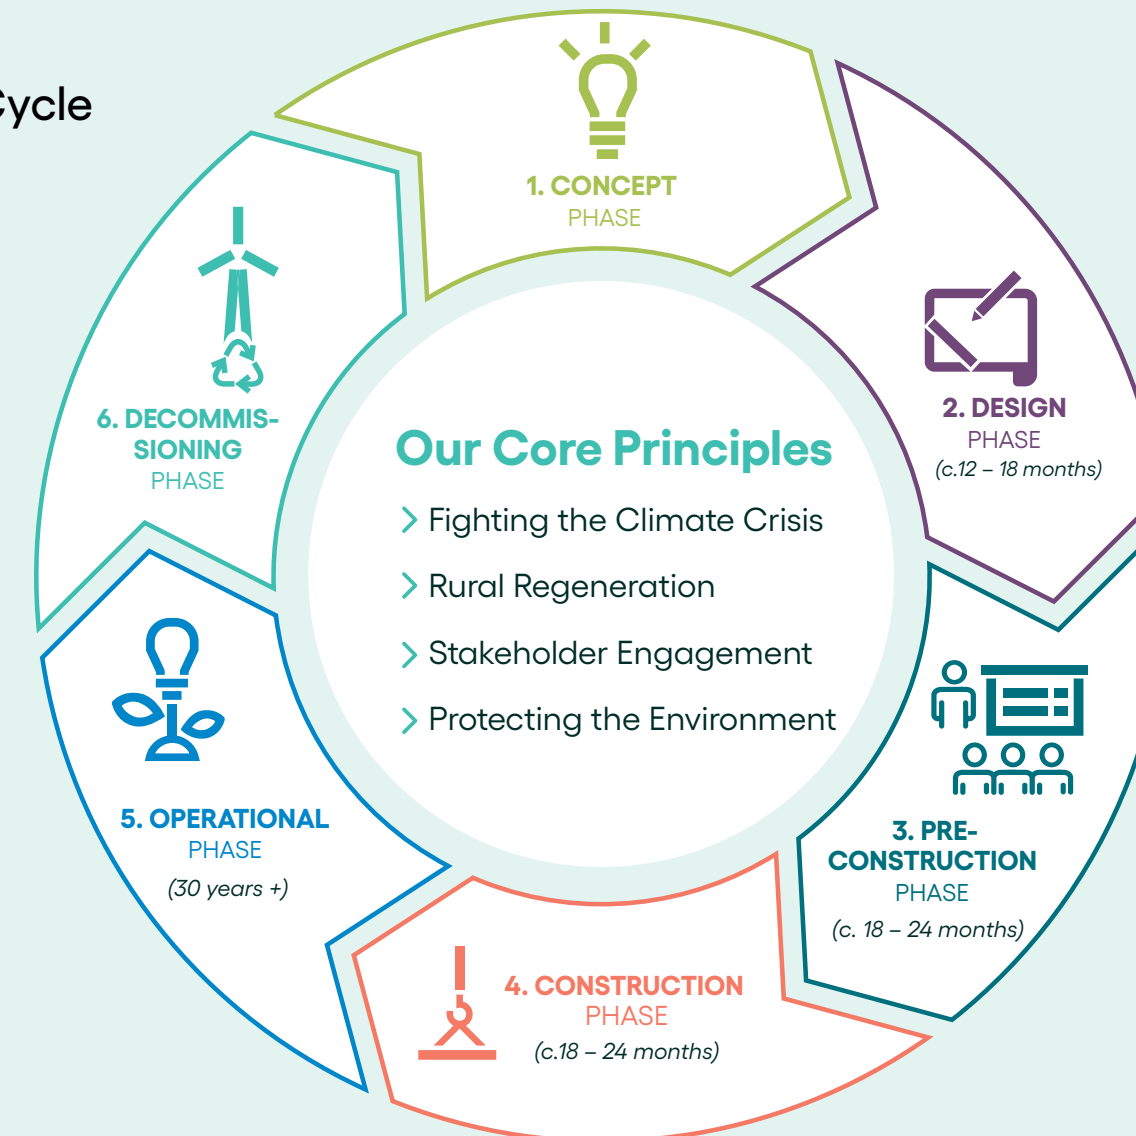 Cycle
1. CONCEPT
PHASE
2. DESIGN
PHASE
(c.12 – 18 months)
3. PRE-
CONSTRUCTION
PHASE
(c. 18 – 24 months)
4. CONSTRUCTION
PHASE
(c.18 – 24 months)
5. OPERATIONAL
PHASE
(30 years +)
6. DECOMMIS-
SIONING
PHASE
Our Core Principles
Fighting the Climate Crisis
Rural Regeneration
Stakeholder Engagement
Protecting the Environment